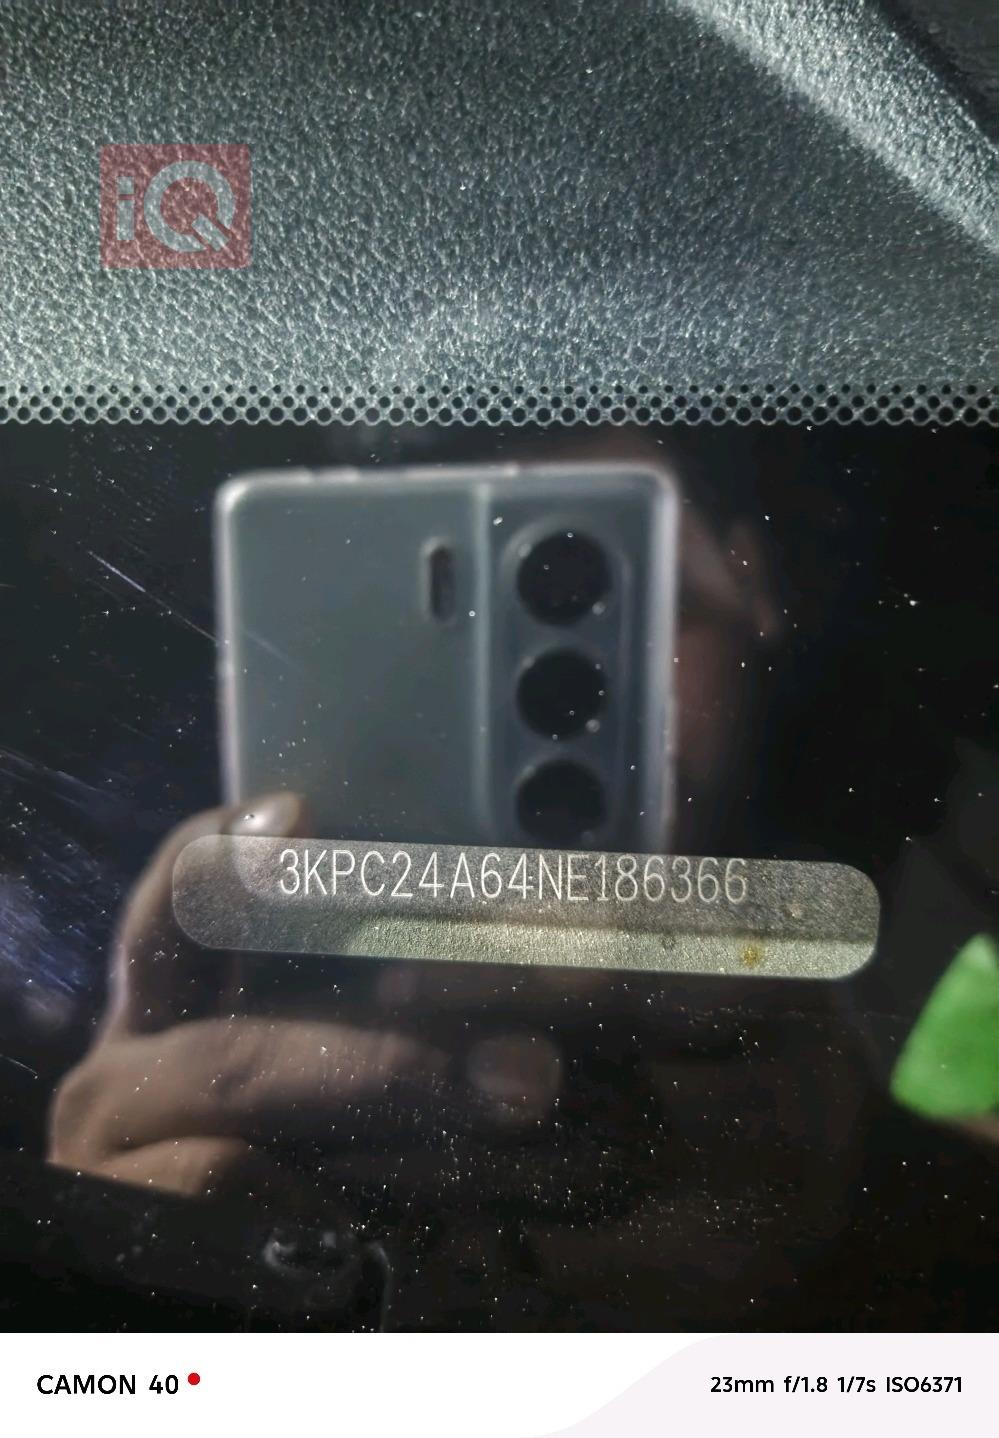 iQ
3KPC24A64NE186366
CAMON 40
23mm f/1.8 1/7s ISO6371